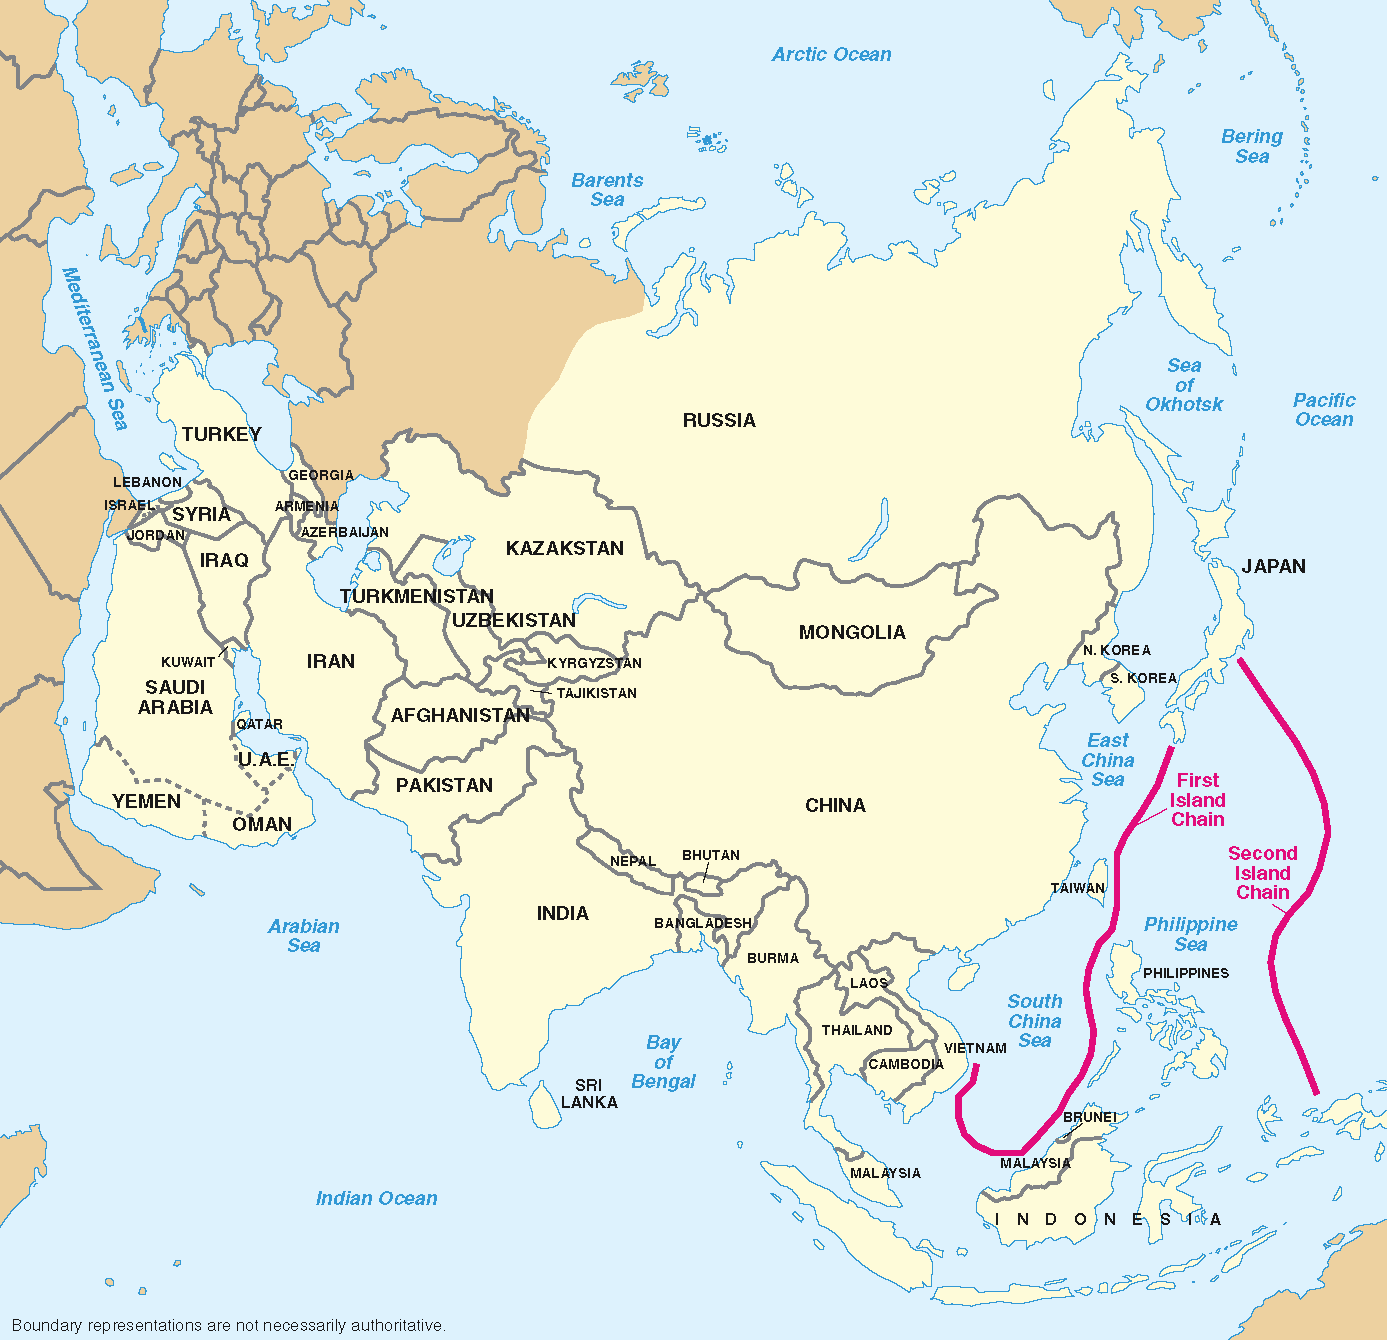 Arctic Ocean
Bering
Sea
Barents
Sea
Mediterranean Sea
Sea
of
Okhotsk
Pacific
Ocean
RUSSIA
TURKEY
GEORGIA
LEBANON
ISRAEL
SYRIA
ARMENIA
JORDAN
AZERBAIJAN
IRAQ
KAZAKSTAN
JAPAN
TURKMENISTAN
UZBEKISTAN
MONGOLIA
KUWAIT
IRAN
KYRGYZSTAN
N. KOREA
S. KOREA
SAUDI
ARABIA
TAJIKISTAN
AFGHANISTAN
QATAR
U.A.E.
East
China
Sea
PAKISTAN
First
Island
Chain
YEMEN
OMAN
CHINA
NEPAL
BHUTAN
Second
Island
Chain
TAIWAN
INDIA
BANGLADESH
Arabian
Sea
Philippine
Sea
BURMA
PHILIPPINES
LAOS
South
China
Sea
THAILAND
VIETNAM
CAMBODIA
Bay
of
Bengal
SRI
LANKA
BRUNEI
MALAYSIA
MALAYSIA
Indian Ocean
INDONESIA
Boundary representations are not necessarily authoritative.